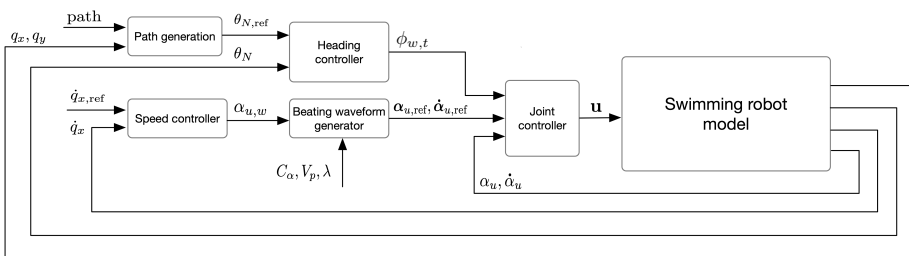 path
q_x, q_y
Path generation
θ_{N,ref}
θ_N
Heading
controller
ϕ_{w,t}
q̇_{x,ref}
q̇_x
Speed controller
α_{u,w}
Beating waveform
generator
α_{u,ref}, α̇_{u,ref}
C_α, V_p, λ
Joint
controller
α_u, α̇_u
u
Swimming robot
model